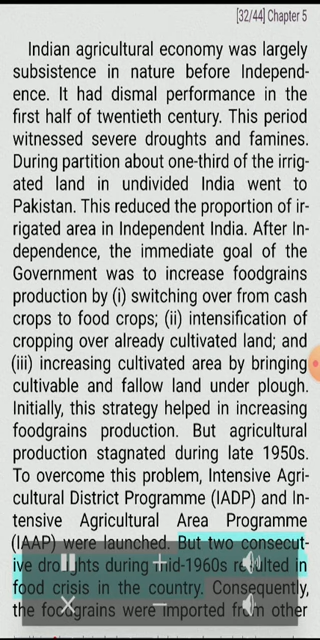 [32/44] Chapter 5
Indian agricultural economy was largely
subsistence in nature before Independ-
ence. It had dismal performance in the
first half of twentieth century. This period
witnessed severe droughts and famines.
During partition about one-third of the irrig-
ated land in undivided India went to
Pakistan. This reduced the proportion of ir-
rigated area in Independent India. After In-
dependence, the immediate goal of the
Government was to increase foodgrains
production by (i) switching over from cash
crops to food crops; (ii) intensification of
cropping over already cultivated land; and
(iii) increasing cultivated area by bringing
cultivable and fallow land under plough.
Initially, this strategy helped in increasing
foodgrains production. But agricultural
production stagnated during late 1950s.
To overcome this problem, Intensive Agri-
cultural District Programme (IADP) and In-
tensive Agricultural Area Programme
(IAAP) were launched. But two consecut-
ive droughts during mid-1960s resulted in
food crisis in the country. Consequently,
the foodgrains were imported from other